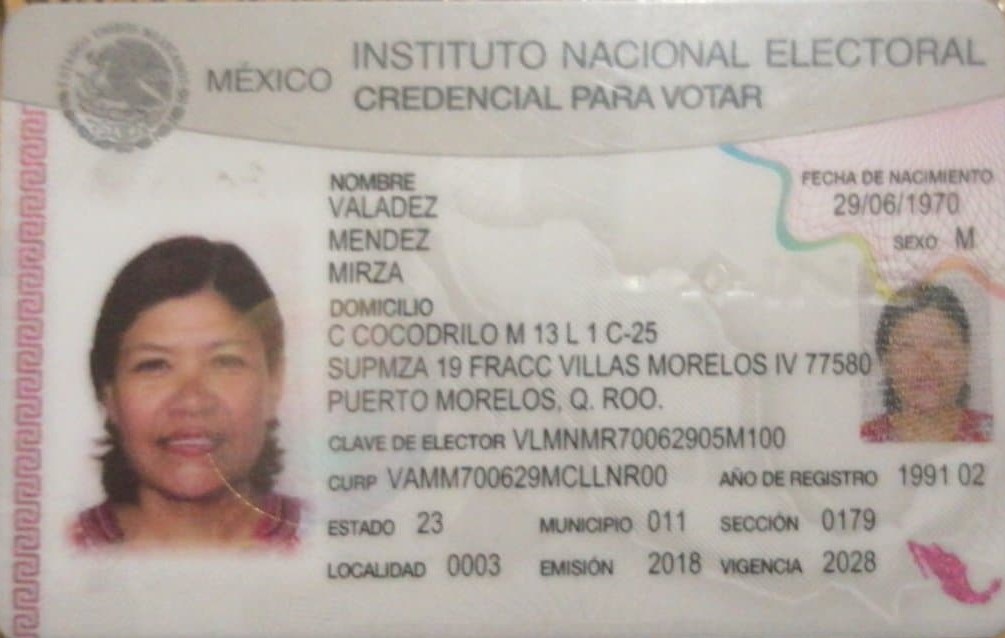 MÉXICO
INSTITUTO NACIONAL ELECTORAL
CREDENCIAL PARA VOTAR
NOMBRE
VALADEZ
MENDEZ
MIRZA
FECHA DE NACIMIENTO
29/06/1970
SEXO M
DOMICILIO
C COCODRILO M 13 L 1 C-25
SUPMZA 19 FRACC VILLAS MORELOS IV 77580
PUERTO MORELOS, Q. ROO.
CLAVE DE ELECTOR VLMNMR70062905M100
CURP VAMM700629MCLLNR00 AÑO DE REGISTRO 1991 02
ESTADO 23 MUNICIPIO 011 SECCIÓN 0179
LOCALIDAD 0003 EMISIÓN 2018 VIGENCIA 2028